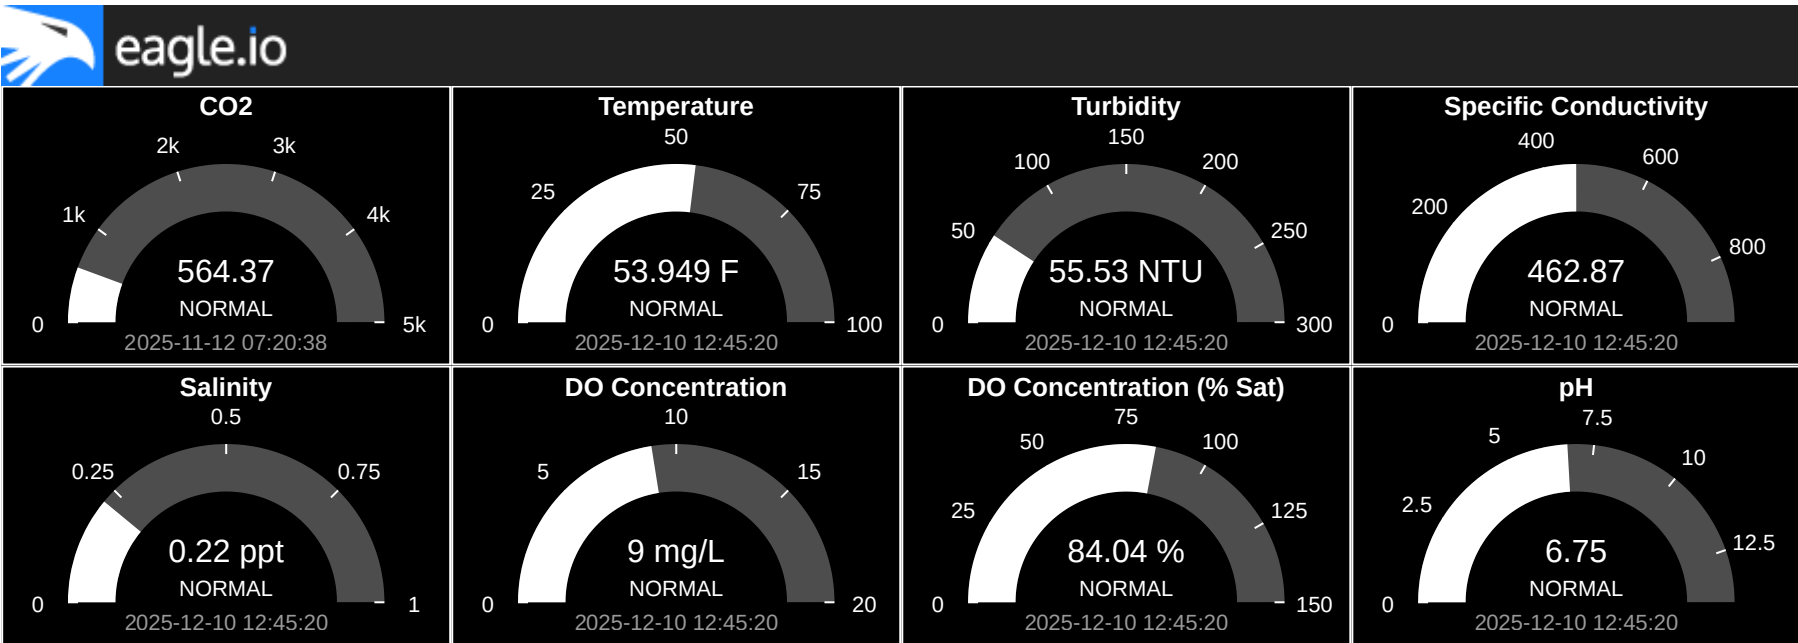 eagle.io
CO2
2k
3k
1k
4k
0
5k
564.37
NORMAL
2025-11-12 07:20:38
Temperature
50
25
75
0
100
53.949 F
NORMAL
2025-12-10 12:45:20
Turbidity
150
100
200
50
250
0
300
55.53 NTU
NORMAL
2025-12-10 12:45:20
Specific Conductivity
400
600
200
800
0
462.87
NORMAL
2025-12-10 12:45:20
Salinity
0.5
0.25
0.75
0
1
0.22 ppt
NORMAL
2025-12-10 12:45:20
DO Concentration
10
5
15
0
20
9 mg/L
NORMAL
2025-12-10 12:45:20
DO Concentration (% Sat)
75
50
100
25
125
0
150
84.04 %
NORMAL
2025-12-10 12:45:20
pH
7.5
5
10
2.5
12.5
0
6.75
NORMAL
2025-12-10 12:45:20